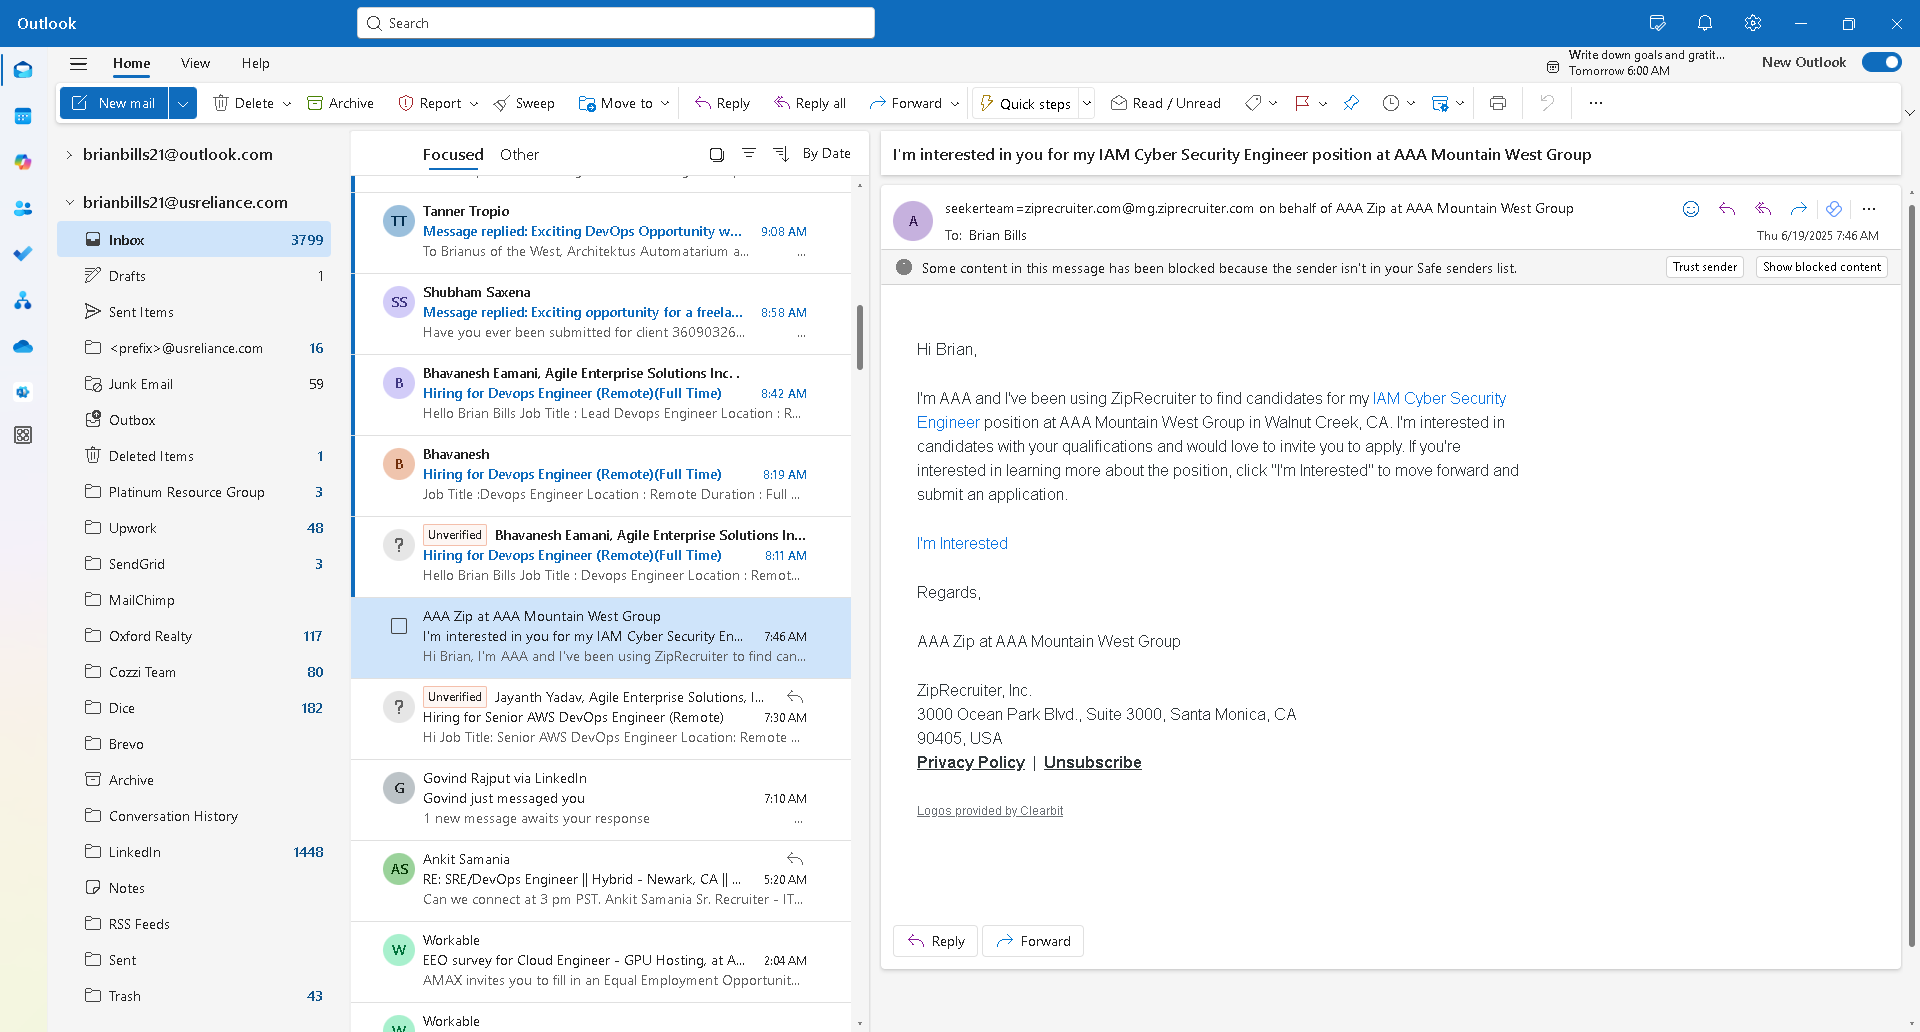 Outlook
Search
Home
View
Help
Write down goals and gratit...
Tomorrow 6:00 AM
New Outlook
New mail
Delete
Archive
Report
Sweep
Move to
Reply
Reply all
Forward
Quick steps
Read / Unread
brianbills21@outlook.com
brianbills21@usreliance.com
Inbox 3799
Drafts 1
Sent Items
<prefix>@usreliance.com 16
Junk Email 59
Outbox
Deleted Items 1
Platinum Resource Group 3
Upwork 48
SendGrid 3
MailChimp
Oxford Realty 117
Cozzi Team 80
Dice 182
Brevo
Archive
Conversation History
LinkedIn 1448
Notes
RSS Feeds
Sent
Trash 43
Focused Other By Date
TT
Tanner Tropio
Message replied: Exciting DevOps Opportunity w... 9:08 AM
To Brianus of the West, Architektus Automatarium a... ...
SS
Shubham Saxena
Message replied: Exciting opportunity for a freela... 8:58 AM
Have you ever been submitted for client 36090326... ...
B
Bhavanesh Eamani, Agile Enterprise Solutions Inc. .
Hiring for Devops Engineer (Remote)(Full Time) 8:42 AM
Hello Brian Bills Job Title : Lead Devops Engineer Location : R...
B
Bhavanesh
Hiring for Devops Engineer (Remote)(Full Time) 8:19 AM
Job Title :Devops Engineer Location : Remote Duration : Full ...
?
Unverified Bhavanesh Eamani, Agile Enterprise Solutions In...
Hiring for Devops Engineer (Remote)(Full Time) 8:11 AM
Hello Brian Bills Job Title : Devops Engineer Location : Remot...
AAA Zip at AAA Mountain West Group
I'm interested in you for my IAM Cyber Security En... 7:46 AM
Hi Brian, I'm AAA and I've been using ZipRecruiter to find can...
?
Unverified Jayanth Yadav, Agile Enterprise Solutions, I...
Hiring for Senior AWS DevOps Engineer (Remote) 7:30 AM
Hi Job Title: Senior AWS DevOps Engineer Location: Remote ...
G
Govind Rajput via LinkedIn
Govind just messaged you 7:10 AM
1 new message awaits your response ...
AS
Ankit Samania
RE: SRE/DevOps Engineer || Hybrid - Newark, CA || ... 5:20 AM
Can we connect at 3 pm PST. Ankit Samania Sr. Recruiter - IT...
W
Workable
EEO survey for Cloud Engineer - GPU Hosting, at A... 2:04 AM
AMAX invites you to fill in an Equal Employment Opportunit...
W
Workable
I'm interested in you for my IAM Cyber Security Engineer position at AAA Mountain West Group
A
seekerteam=ziprecruiter.com@mg.ziprecruiter.com on behalf of AAA Zip at AAA Mountain West Group
To: Brian Bills
Thu 6/19/2025 7:46 AM
Some content in this message has been blocked because the sender isn't in your Safe senders list.
Trust sender
Show blocked content
Hi Brian,
I'm AAA and I've been using ZipRecruiter to find candidates for my IAM Cyber Security
Engineer position at AAA Mountain West Group in Walnut Creek, CA. I'm interested in
candidates with your qualifications and would love to invite you to apply. If you're
interested in learning more about the position, click "I'm Interested" to move forward and
submit an application.
I'm Interested
Regards,
AAA Zip at AAA Mountain West Group
ZipRecruiter, Inc.
3000 Ocean Park Blvd., Suite 3000, Santa Monica, CA
90405, USA
Privacy Policy | Unsubscribe
Logos provided by Clearbit
Reply
Forward